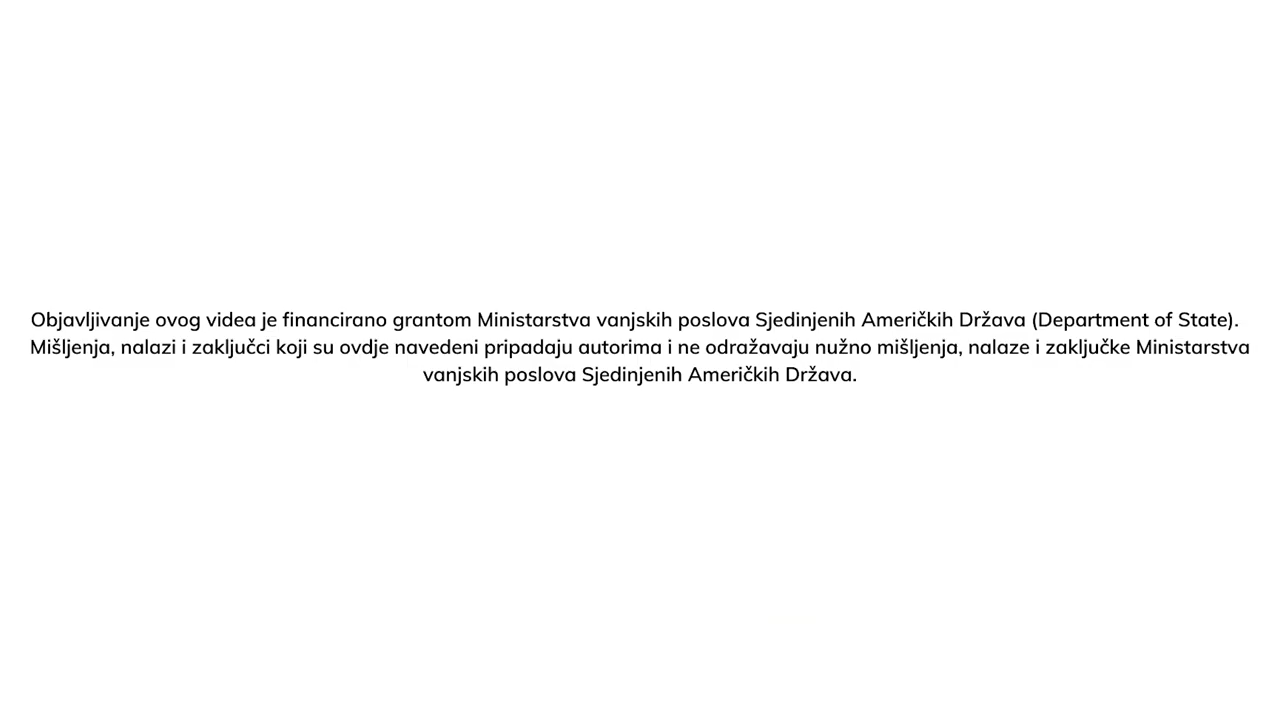 Objavljivanje ovog videa je financirano grantom Ministarstva vanjskih poslova Sjedinjenih Američkih Država (Department of State).
Mišljenja, nalazi i zaključci koji su ovdje navedeni pripadaju autorima i ne odražavaju nužno mišljenja, nalaze i zaključke Ministarstva
vanjskih poslova Sjedinjenih Američkih Država.